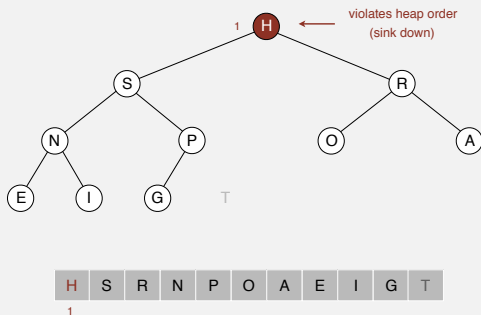 violates heap order
1 H
(sink down)
S R
N P O A
E I G T
H S R N P O A E I G T
1